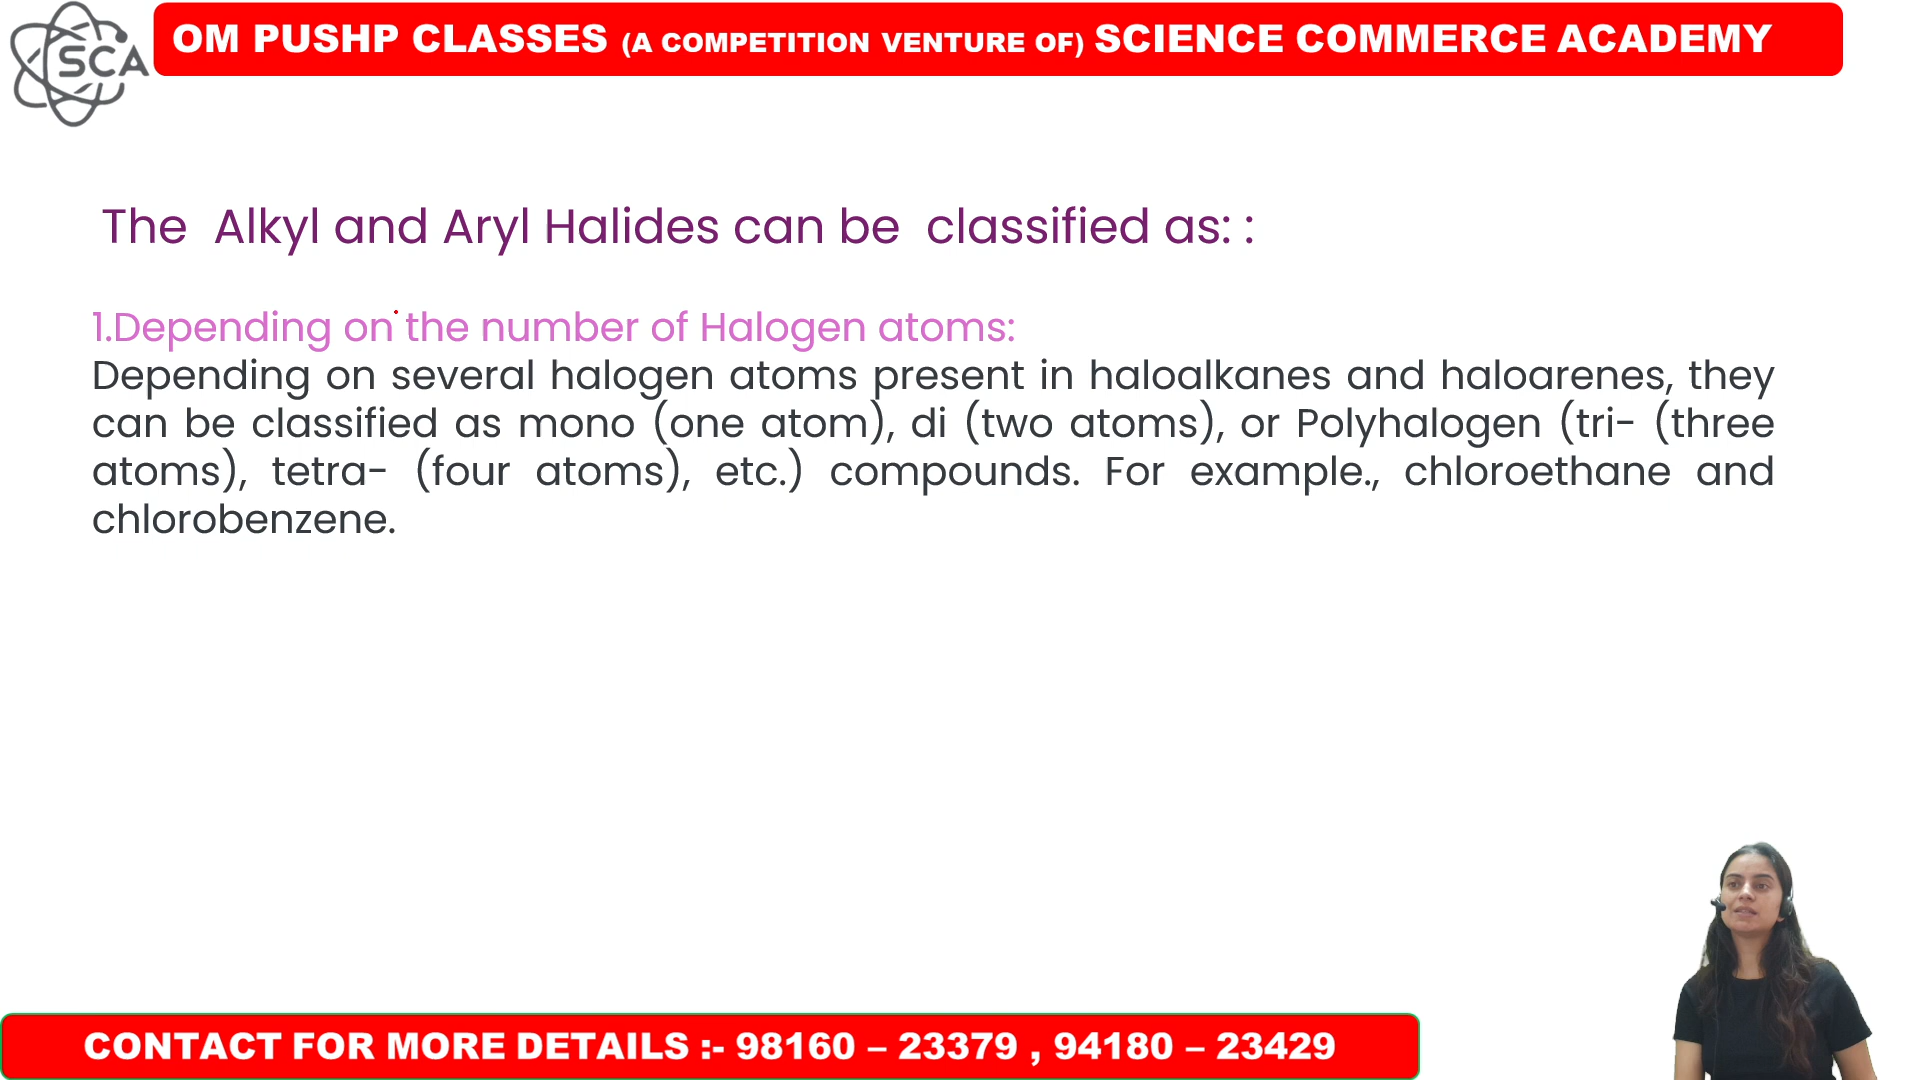 SCA
OM PUSHP CLASSES (A COMPETITION VENTURE OF) SCIENCE COMMERCE ACADEMY
The Alkyl and Aryl Halides can be classified as: :
1.Depending on the number of Halogen atoms:
Depending on several halogen atoms present in haloalkanes and haloarenes, they
can be classified as mono (one atom), di (two atoms), or Polyhalogen (tri- (three
atoms), tetra- (four atoms), etc.) compounds. For example., chloroethane and
chlorobenzene.
CONTACT FOR MORE DETAILS :- 98160 – 23379 , 94180 – 23429